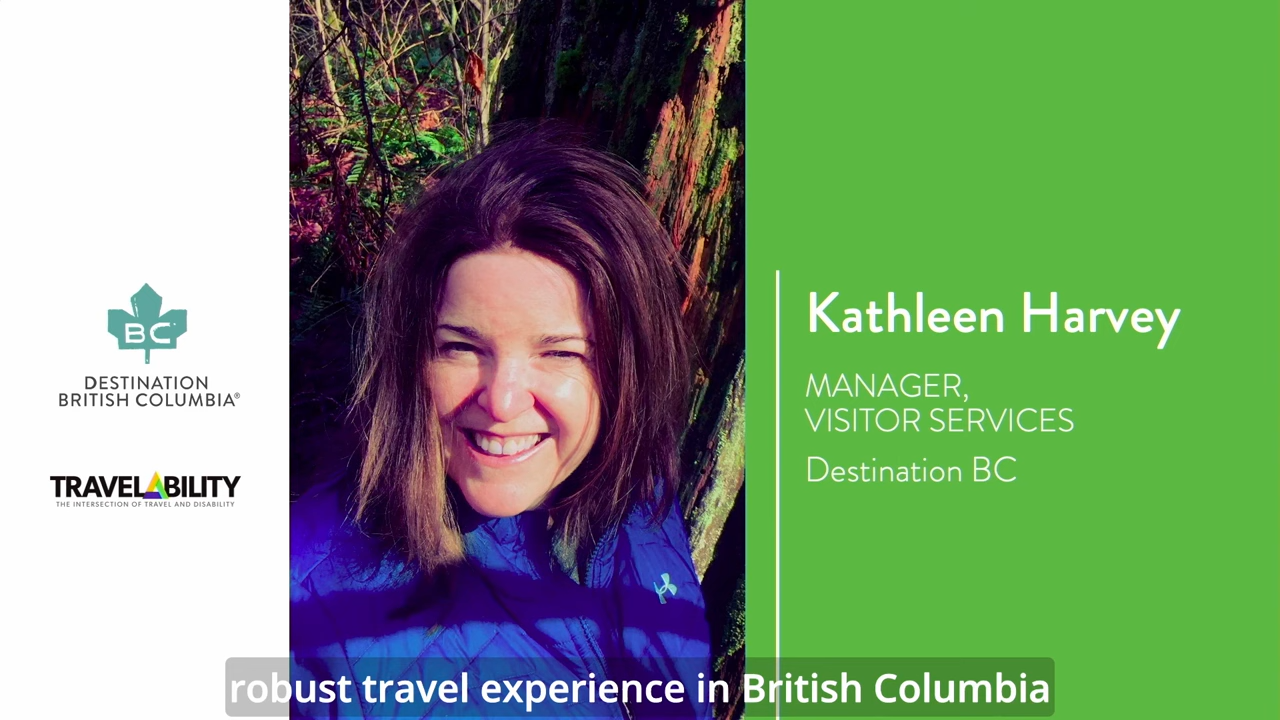 BC
DESTINATION
BRITISH COLUMBIA®
TRAVELABILITY
THE INTERSECTION OF TRAVEL AND DISABILITY
Kathleen Harvey
MANAGER,
VISITOR SERVICES
Destination BC
robust travel experience in British Columbia